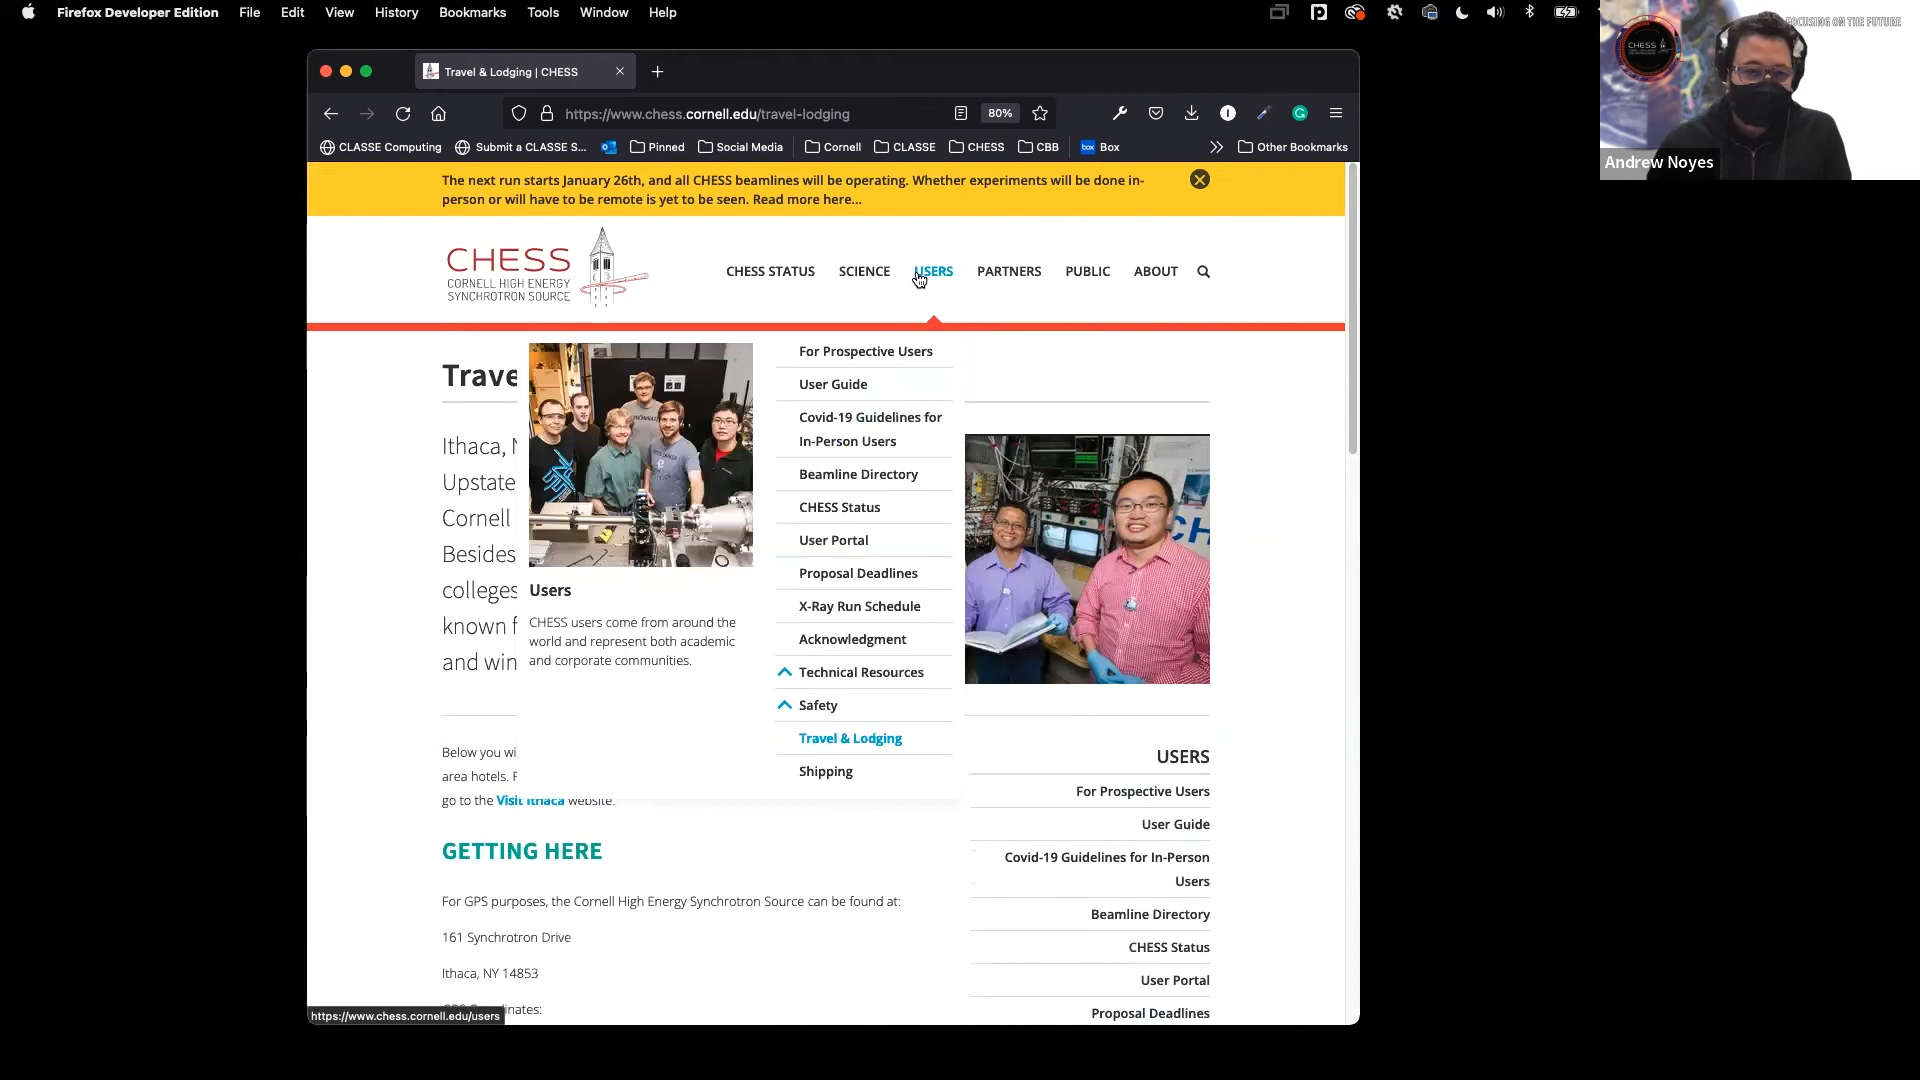 Firefox Developer Edition File Edit View History Bookmarks Tools Window Help
FOCUSING ON THE FUTURE
CHESS
Andrew Noyes
Travel & Lodging | CHESS
https://www.chess.cornell.edu/travel-lodging 80%
CLASSE Computing Submit a CLASSE S... Pinned Social Media Cornell CLASSE CHESS CBB box Box Other Bookmarks
The next run starts January 26th, and all CHESS beamlines will be operating. Whether experiments will be done in-
person or will have to be remote is yet to be seen. Read more here...
CHESS
CORNELL HIGH ENERGY
SYNCHROTRON SOURCE
CHESS STATUS SCIENCE USERS PARTNERS PUBLIC ABOUT
Trave
Ithaca,
Upstate
Cornell
Besides
colleges
known f
and win
Users
CHESS users come from around the
world and represent both academic
and corporate communities.
For Prospective Users
User Guide
Covid-19 Guidelines for
In-Person Users
Beamline Directory
CHESS Status
User Portal
Proposal Deadlines
X-Ray Run Schedule
Acknowledgment
Technical Resources
Safety
Travel & Lodging
Shipping
Below you wi
area hotels. F
go to the Visit Ithaca website.
GETTING HERE
For GPS purposes, the Cornell High Energy Synchrotron Source can be found at:
161 Synchrotron Drive
Ithaca, NY 14853
inates:
USERS
For Prospective Users
User Guide
Covid-19 Guidelines for In-Person
Users
Beamline Directory
CHESS Status
User Portal
Proposal Deadlines
https://www.chess.cornell.edu/users